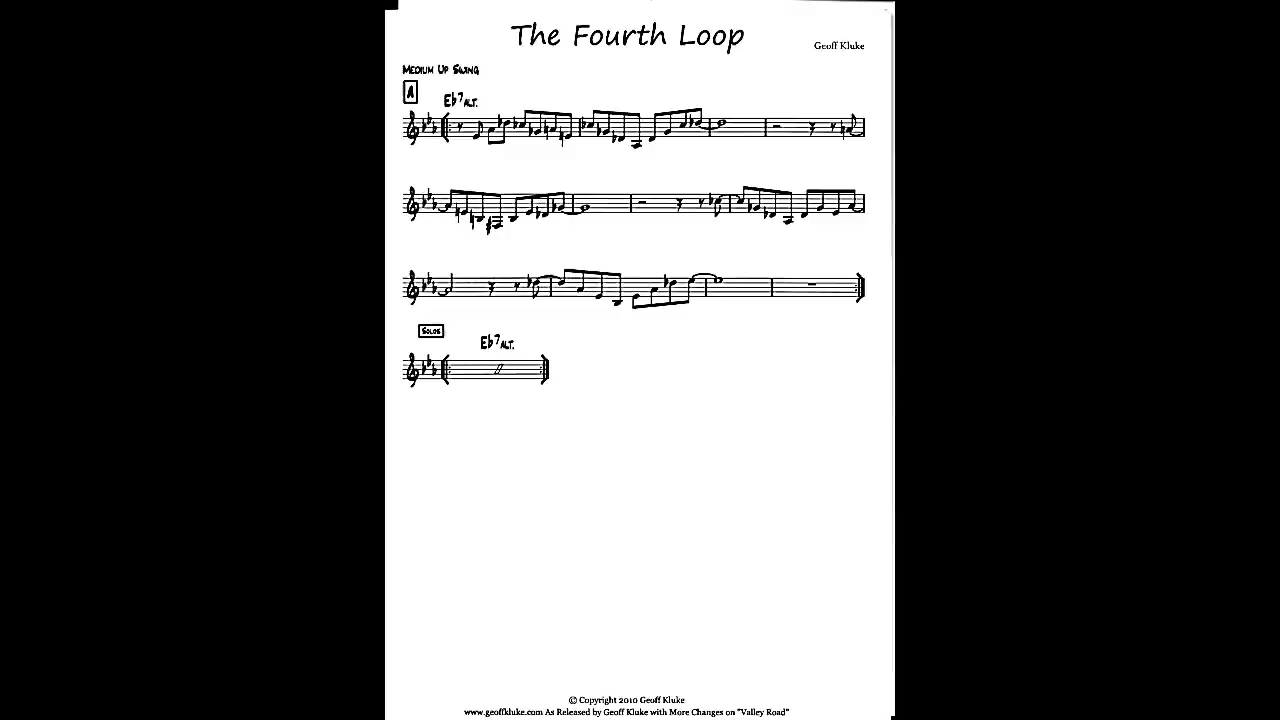 The Fourth Loop
Geoff Kluke
MEDIUM UP SWING
A
Eb7ALT.
SOLOS
Eb7ALT.
© Copyright 2010 Geoff Kluke
www.geoffkluke.com As Released by Geoff Kluke with More Changes on "Valley Road"